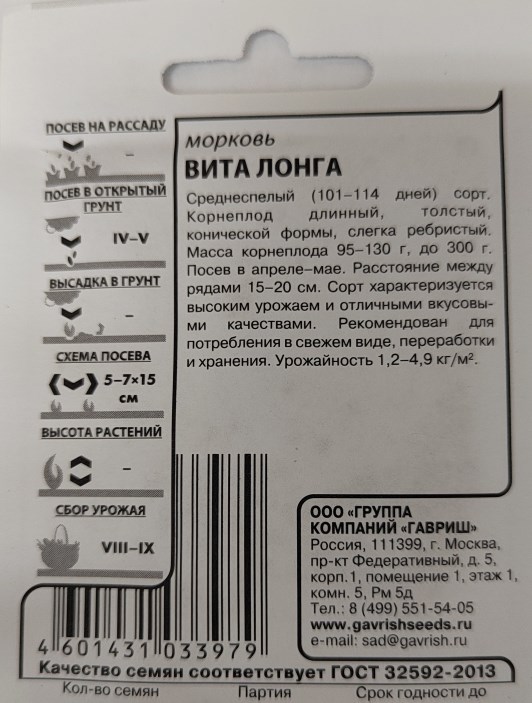 ПОСЕВ НА РАССАДУ
–
ПОСЕВ В ОТКРЫТЫЙ
ГРУНТ
IV–V
ВЫСАДКА В ГРУНТ
–
СХЕМА ПОСЕВА
5–7×15
см
ВЫСОТА РАСТЕНИЙ
–
СБОР УРОЖАЯ
VIII–IX
морковь
ВИТА ЛОНГА
Среднеспелый (101–114 дней) сорт.
Корнеплод длинный, толстый,
конической формы, слегка ребристый.
Масса корнеплода 95–130 г, до 300 г.
Посев в апреле–мае. Расстояние между
рядами 15–20 см. Сорт характеризуется
высоким урожаем и отличными вкусовы-
ми качествами. Рекомендован для
потребления в свежем виде, переработки
и хранения. Урожайность 1,2–4,9 кг/м².
ООО «ГРУППА
КОМПАНИЙ «ГАВРИШ»
Россия, 111399, г. Москва,
пр-кт Федеративный, д. 5,
корп.1, помещение 1, этаж 1,
комн. 5, Рм 5д
Тел.: 8 (499) 551-54-05
www.gavrishseeds.ru
e-mail: sad@gavrish.ru
4 601431 033979
Качество семян соответствует ГОСТ 32592-2013
Кол-во семян Партия Срок годности до